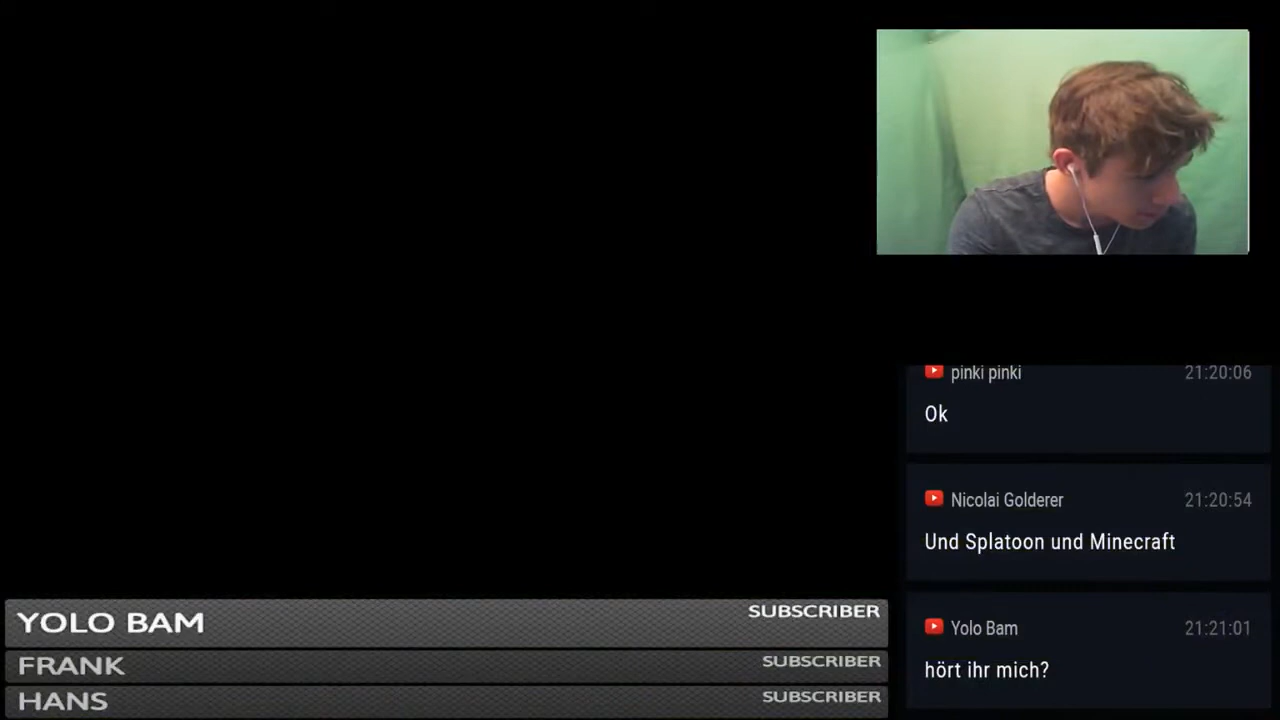 pinki pinki 21:20:06
Ok
Nicolai Golderer 21:20:54
Und Splatoon und Minecraft
Yolo Bam 21:21:01
hört ihr mich?
YOLO BAM SUBSCRIBER
FRANK SUBSCRIBER
HANS SUBSCRIBER